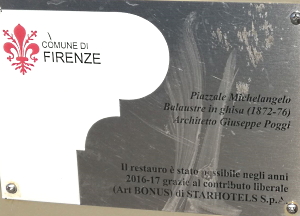 COMUNE DI
FIRENZE
Piazzale Michelangelo
Balaustre in ghisa (1872-76)
Architetto Giuseppe Poggi
Il restauro è stato possibile negli anni
2016-17 grazie al contributo liberale
(Art BONUS) di STARHOTELS S.p.A.